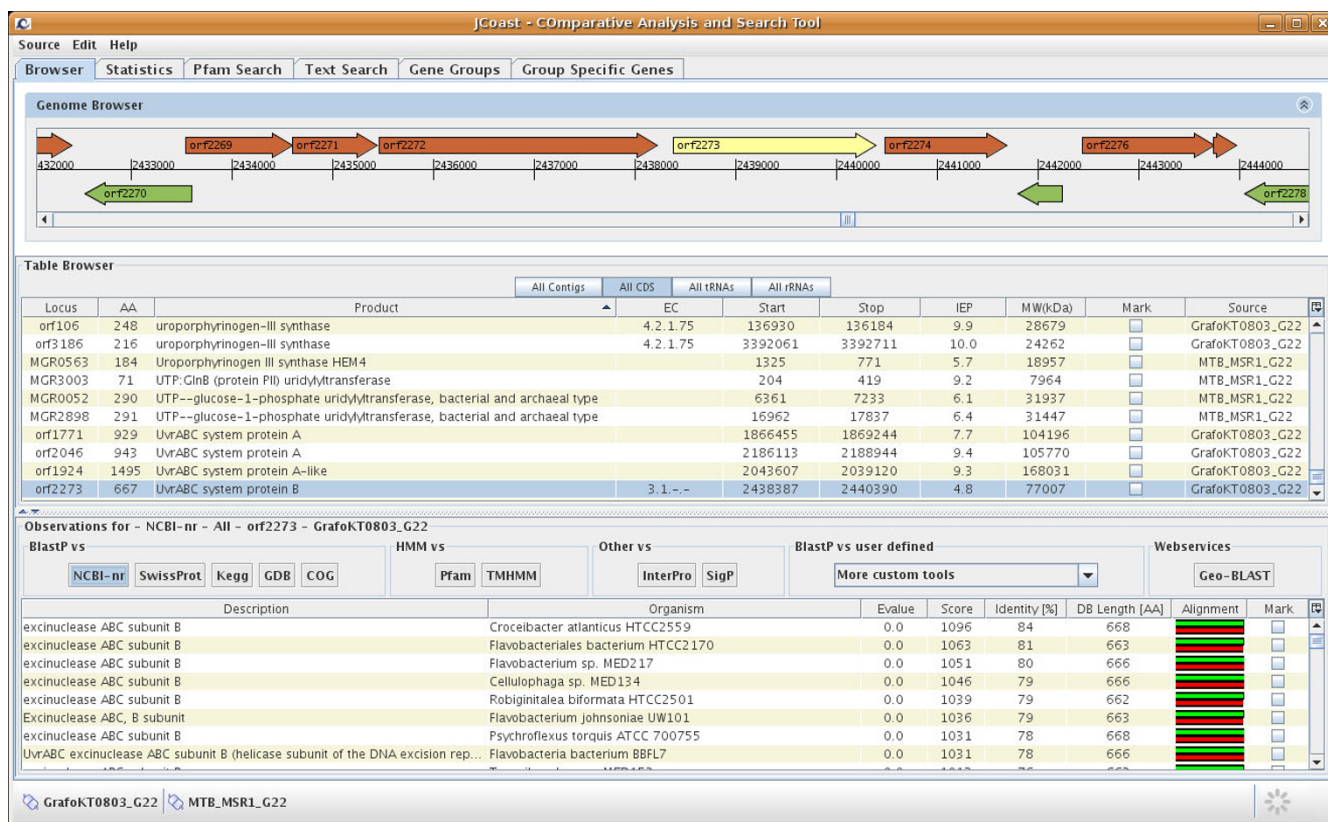 JCoast - COmparative Analysis and Search Tool
Source Edit Help
Browser Statistics Pfam Search Text Search Gene Groups Group Specific Genes
Genome Browser
orf2269 orf2271 orf2272 orf2273 orf2274 orf2276
432000 2433000 2434000 2435000 2436000 2437000 2438000 2439000 2440000 2441000 2442000 2443000 2444000
orf2270 orf2278
Table Browser
All Contigs All CDS All tRNAs All rRNAs
Locus AA Product EC Start Stop IEP MW(kDa) Mark Source
orf106 248 uroporphyrinogen-III synthase 4.2.1.75 136930 136184 9.9 28679 GrafoKT0803_G22
orf3186 216 uroporphyrinogen-III synthase 4.2.1.75 3392061 3392711 10.0 24262 GrafoKT0803_G22
MGR0563 184 Uroporphyrinogen III synthase HEM4 1325 771 5.7 18957 MTB_MSR1_G22
MGR3003 71 UTP:GlnB (protein PII) uridylyltransferase 204 419 9.2 7964 MTB_MSR1_G22
MGR0052 290 UTP--glucose-1-phosphate uridylyltransferase, bacterial and archaeal type 6361 7233 6.1 31937 MTB_MSR1_G22
MGR2898 291 UTP--glucose-1-phosphate uridylyltransferase, bacterial and archaeal type 16962 17837 6.4 31447 MTB_MSR1_G22
orf1771 929 UvrABC system protein A 1866455 1869244 7.7 104196 GrafoKT0803_G22
orf2046 943 UvrABC system protein A 2186113 2188944 9.4 105770 GrafoKT0803_G22
orf1924 1495 UvrABC system protein A-like 2043607 2039120 9.3 168031 GrafoKT0803_G22
orf2273 667 UvrABC system protein B 3.1.-.- 2438387 2440390 4.8 77007 GrafoKT0803_G22
Observations for - NCBI-nr - All - orf2273 - GrafoKT0803_G22
BlastP vs HMM vs Other vs BlastP vs user defined Webservices
NCBI-nr SwissProt Kegg GDB COG Pfam TMHMM InterPro SigP More custom tools Geo-BLAST
Description Organism Evalue Score Identity [%] DB Length [AA] Alignment Mark
excinuclease ABC subunit B Croceibacter atlanticus HTCC2559 0.0 1096 84 668
excinuclease ABC subunit B Flavobacteriales bacterium HTCC2170 0.0 1063 81 663
excinuclease ABC subunit B Flavobacterium sp. MED217 0.0 1051 80 666
excinuclease ABC subunit B Cellulophaga sp. MED134 0.0 1046 79 666
excinuclease ABC subunit B Robiginitalea biformata HTCC2501 0.0 1039 79 662
Excinuclease ABC, B subunit Flavobacterium johnsoniae UW101 0.0 1036 79 663
excinuclease ABC subunit B Psychroflexus torquis ATCC 700755 0.0 1031 78 668
UvrABC excinuclease ABC subunit B (helicase subunit of the DNA excision rep... Flavobacteria bacterium BBFL7 0.0 1031 78 666
GrafoKT0803_G22 MTB_MSR1_G22